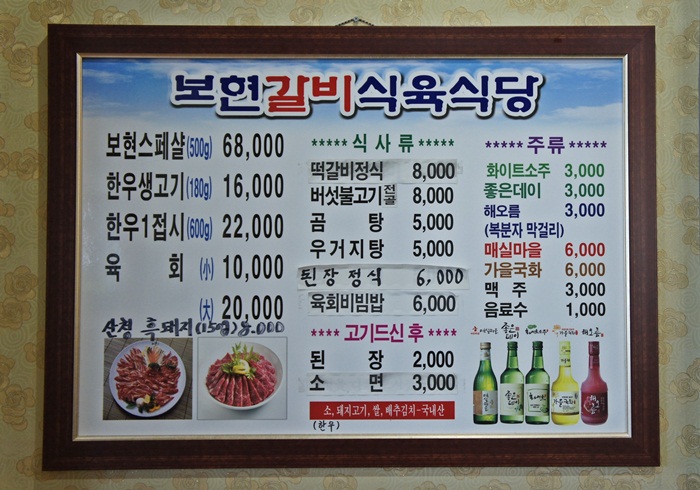 보현갈비식육식당
보현스페샬(500g) 68,000
한우생고기(180g) 16,000
한우1접시(600g) 22,000
육 회 (小) 10,000
(大) 20,000
산청 흑돼지(150g) 8.000
***** 식 사 류 *****
떡갈비정식 8,000
버섯불고기전골 8,000
곰 탕 5,000
우거지탕 5,000
된장정식 6,000
육회비빔밥 6,000
***** 고기드신 후 *****
된 장 2,000
소 면 3,000
소, 돼지고기, 쌀, 배추김치-국내산
(한우)
***** 주 류 *****
화이트소주 3,000
좋은데이 3,000
해오름 3,000
(복분자 막걸리)
매실마을 6,000
가을국화 6,000
맥 주 3,000
음료수 1,000